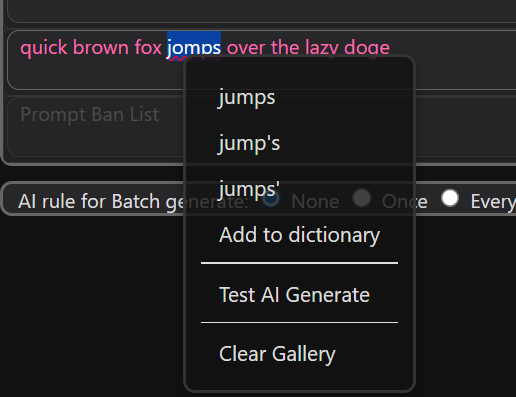 quick brown fox jomps over the lazy doge
jumps
Prompt Ban List
jump's
jumps'
AI rule for Batch generate: None Once Every
Add to dictionary
Test AI Generate
Clear Gallery